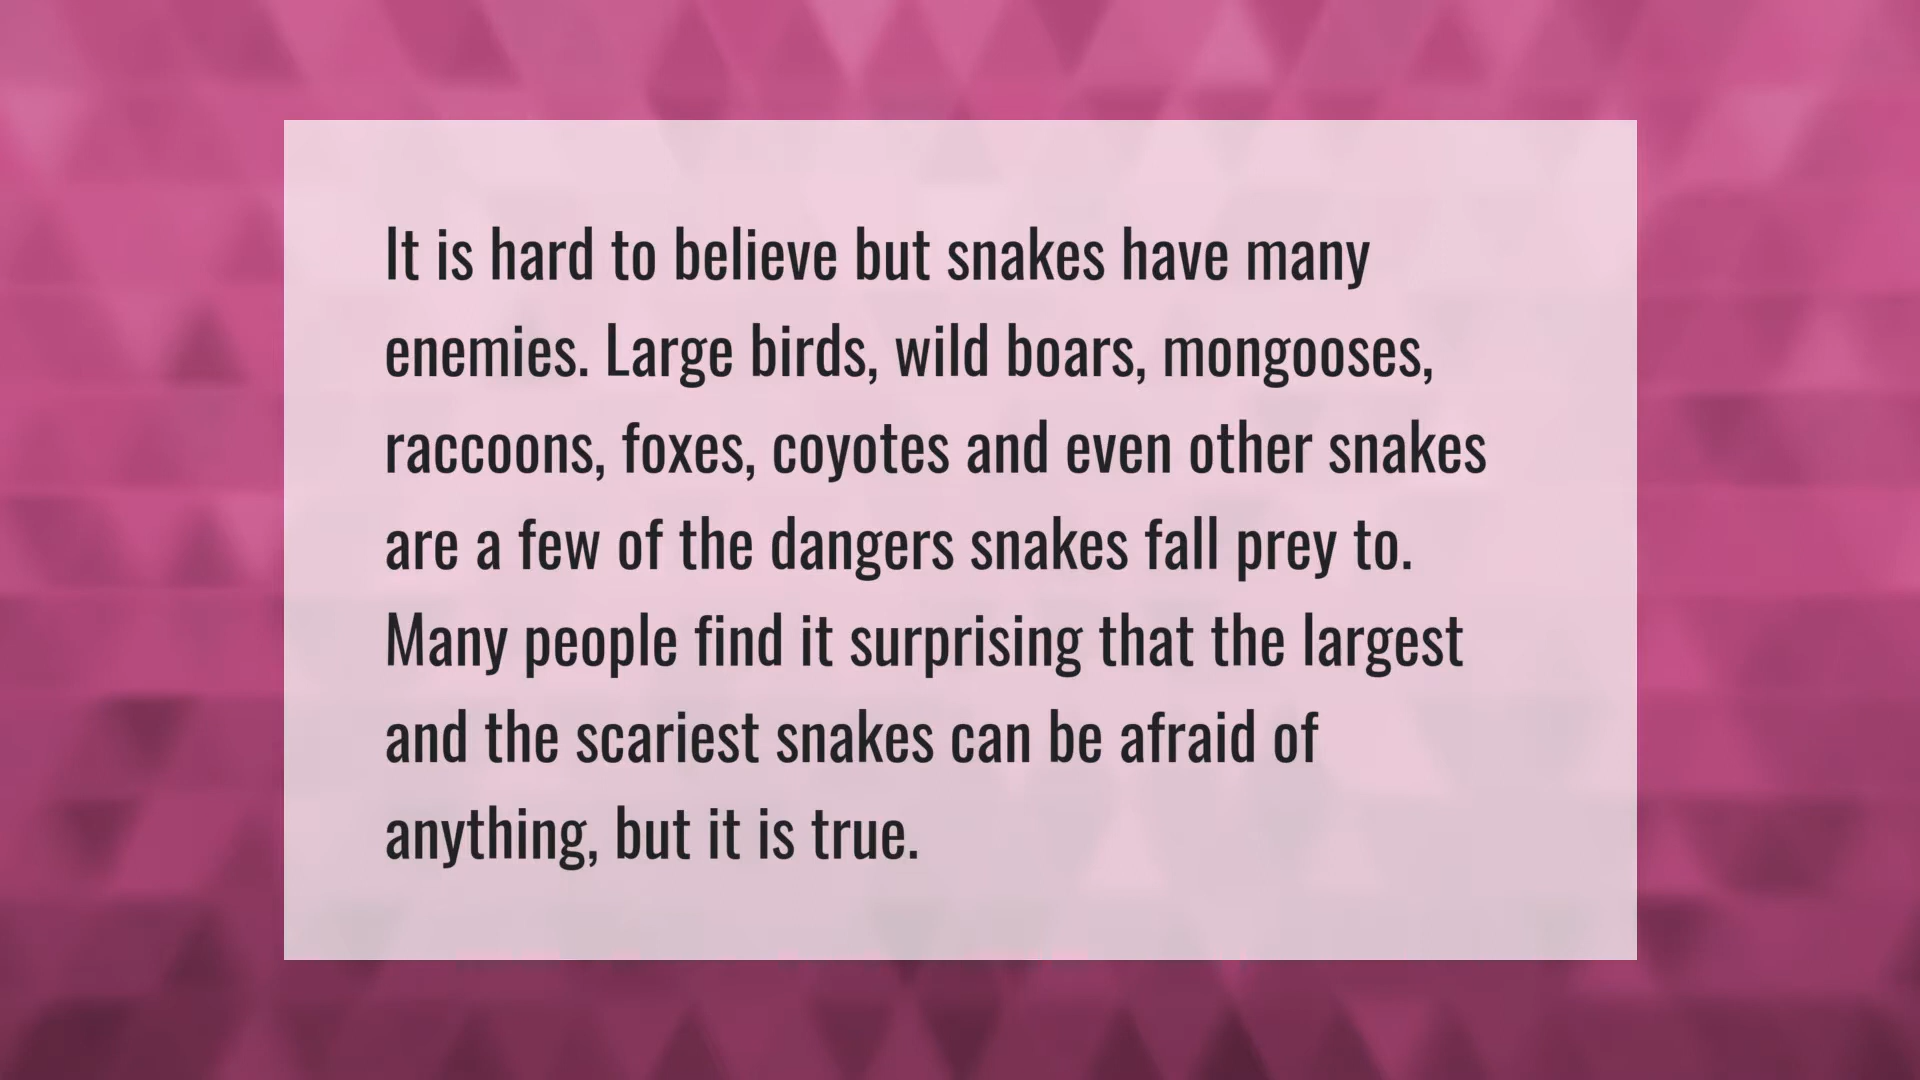 It is hard to believe but snakes have many
enemies. Large birds, wild boars, mongooses,
raccoons, foxes, coyotes and even other snakes
are a few of the dangers snakes fall prey to.
Many people find it surprising that the largest
and the scariest snakes can be afraid of
anything, but it is true.